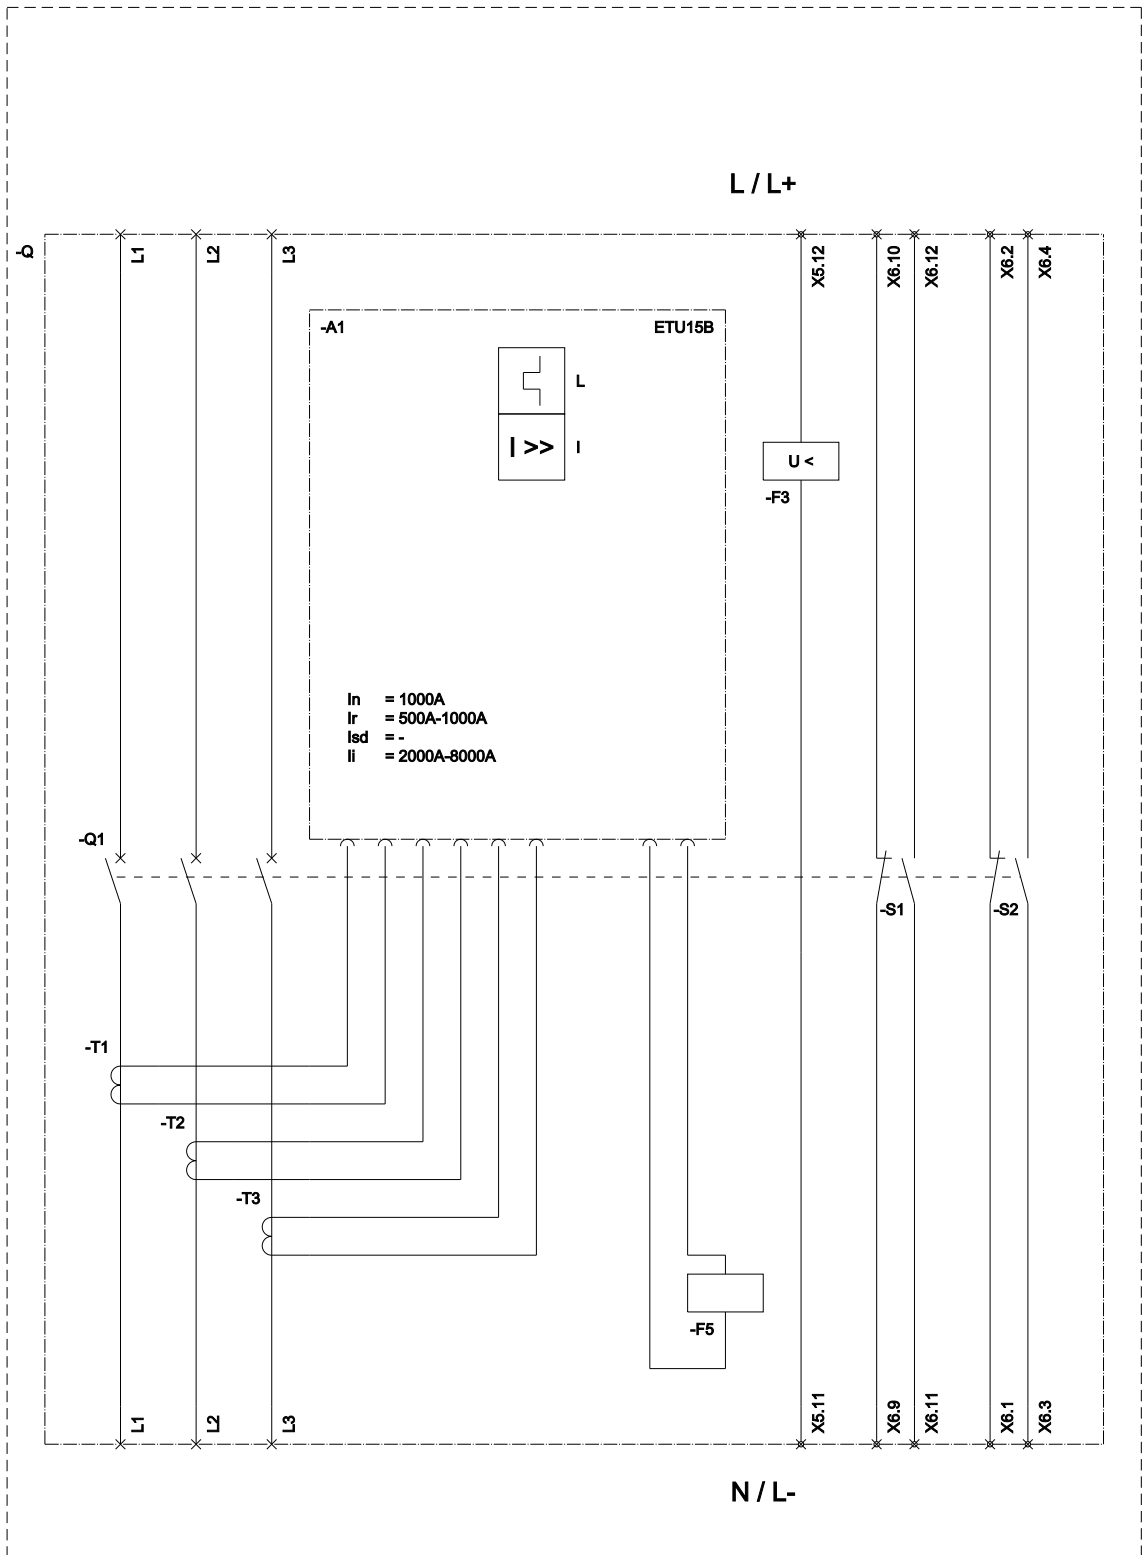 L / L+
-Q
L1
L2
L3
X5.12
X6.10
X6.12
X6.2
X6.4
-A1
ETU15B
L
I >>
I
U <
-F3
In = 1000A
Ir = 500A-1000A
Isd = -
Ii = 2000A-8000A
-Q1
-S1
-S2
-T1
-T2
-T3
-F5
L1
L2
L3
X5.11
X6.9
X6.11
X6.1
X6.3
N / L-